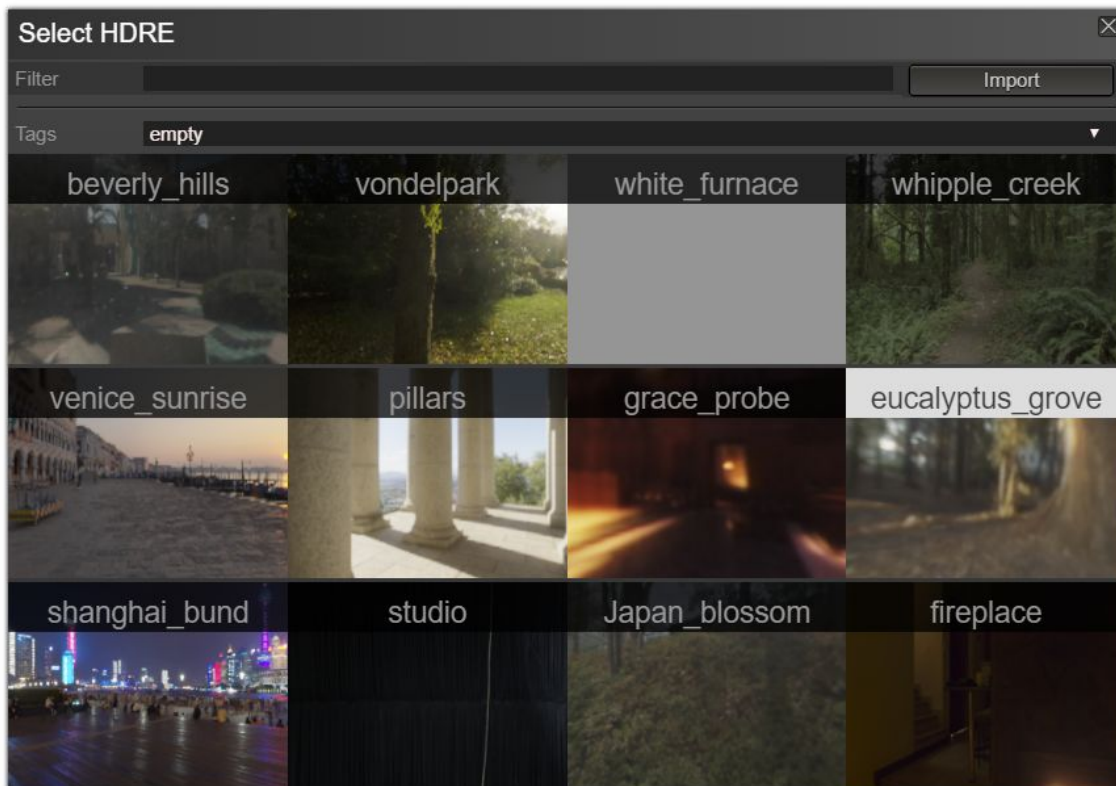 Select HDRE
Filter
Import
Tags empty
beverly_hills vondelpark white_furnace whipple_creek
venice_sunrise pillars grace_probe eucalyptus_grove
shanghai_bund studio Japan_blossom fireplace